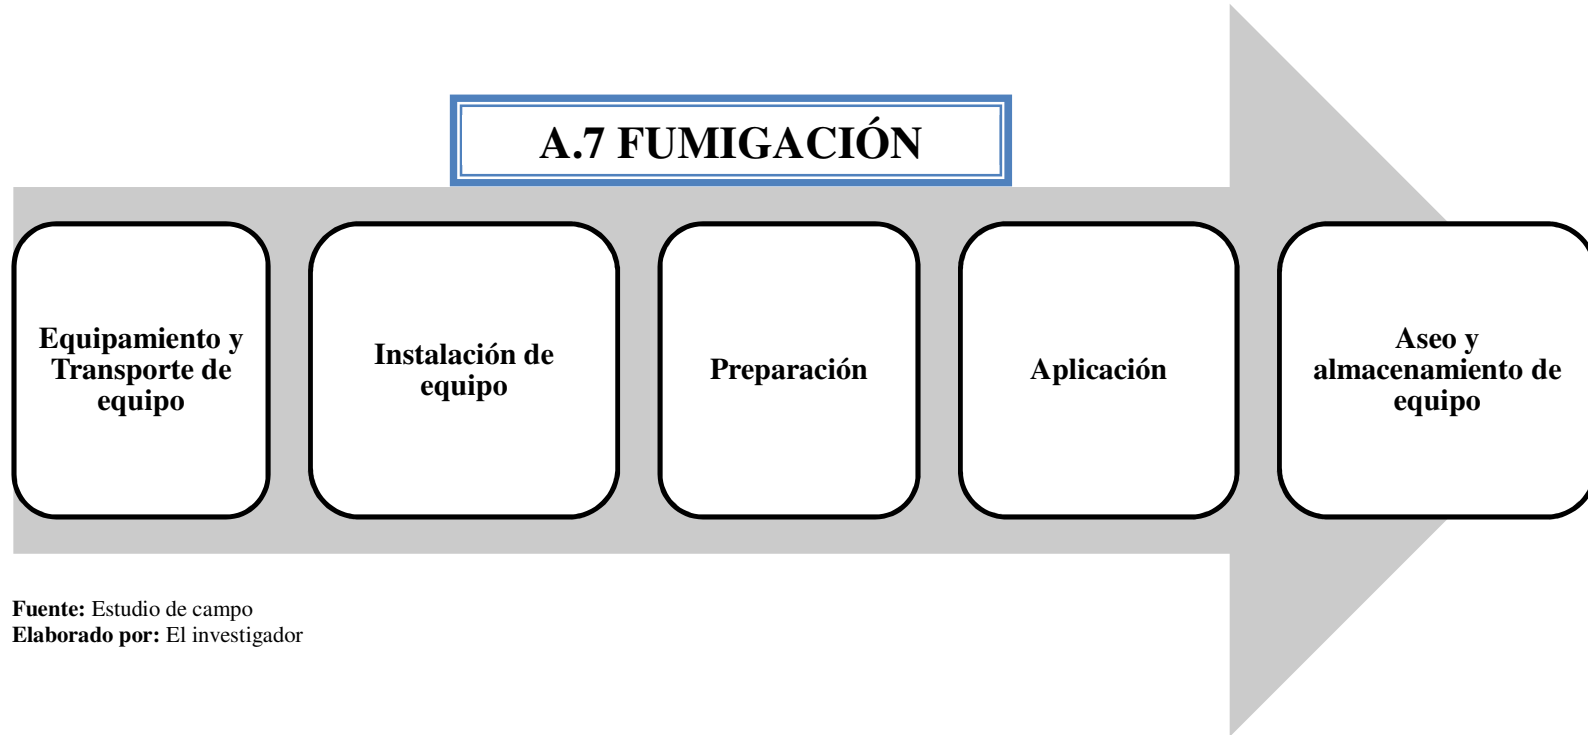 A.7 FUMIGACIÓN
Equipamiento y
Transporte de
equipo
Instalación de
equipo
Preparación
Aplicación
Aseo y
almacenamiento de
equipo
Fuente: Estudio de campo
Elaborado por: El investigador